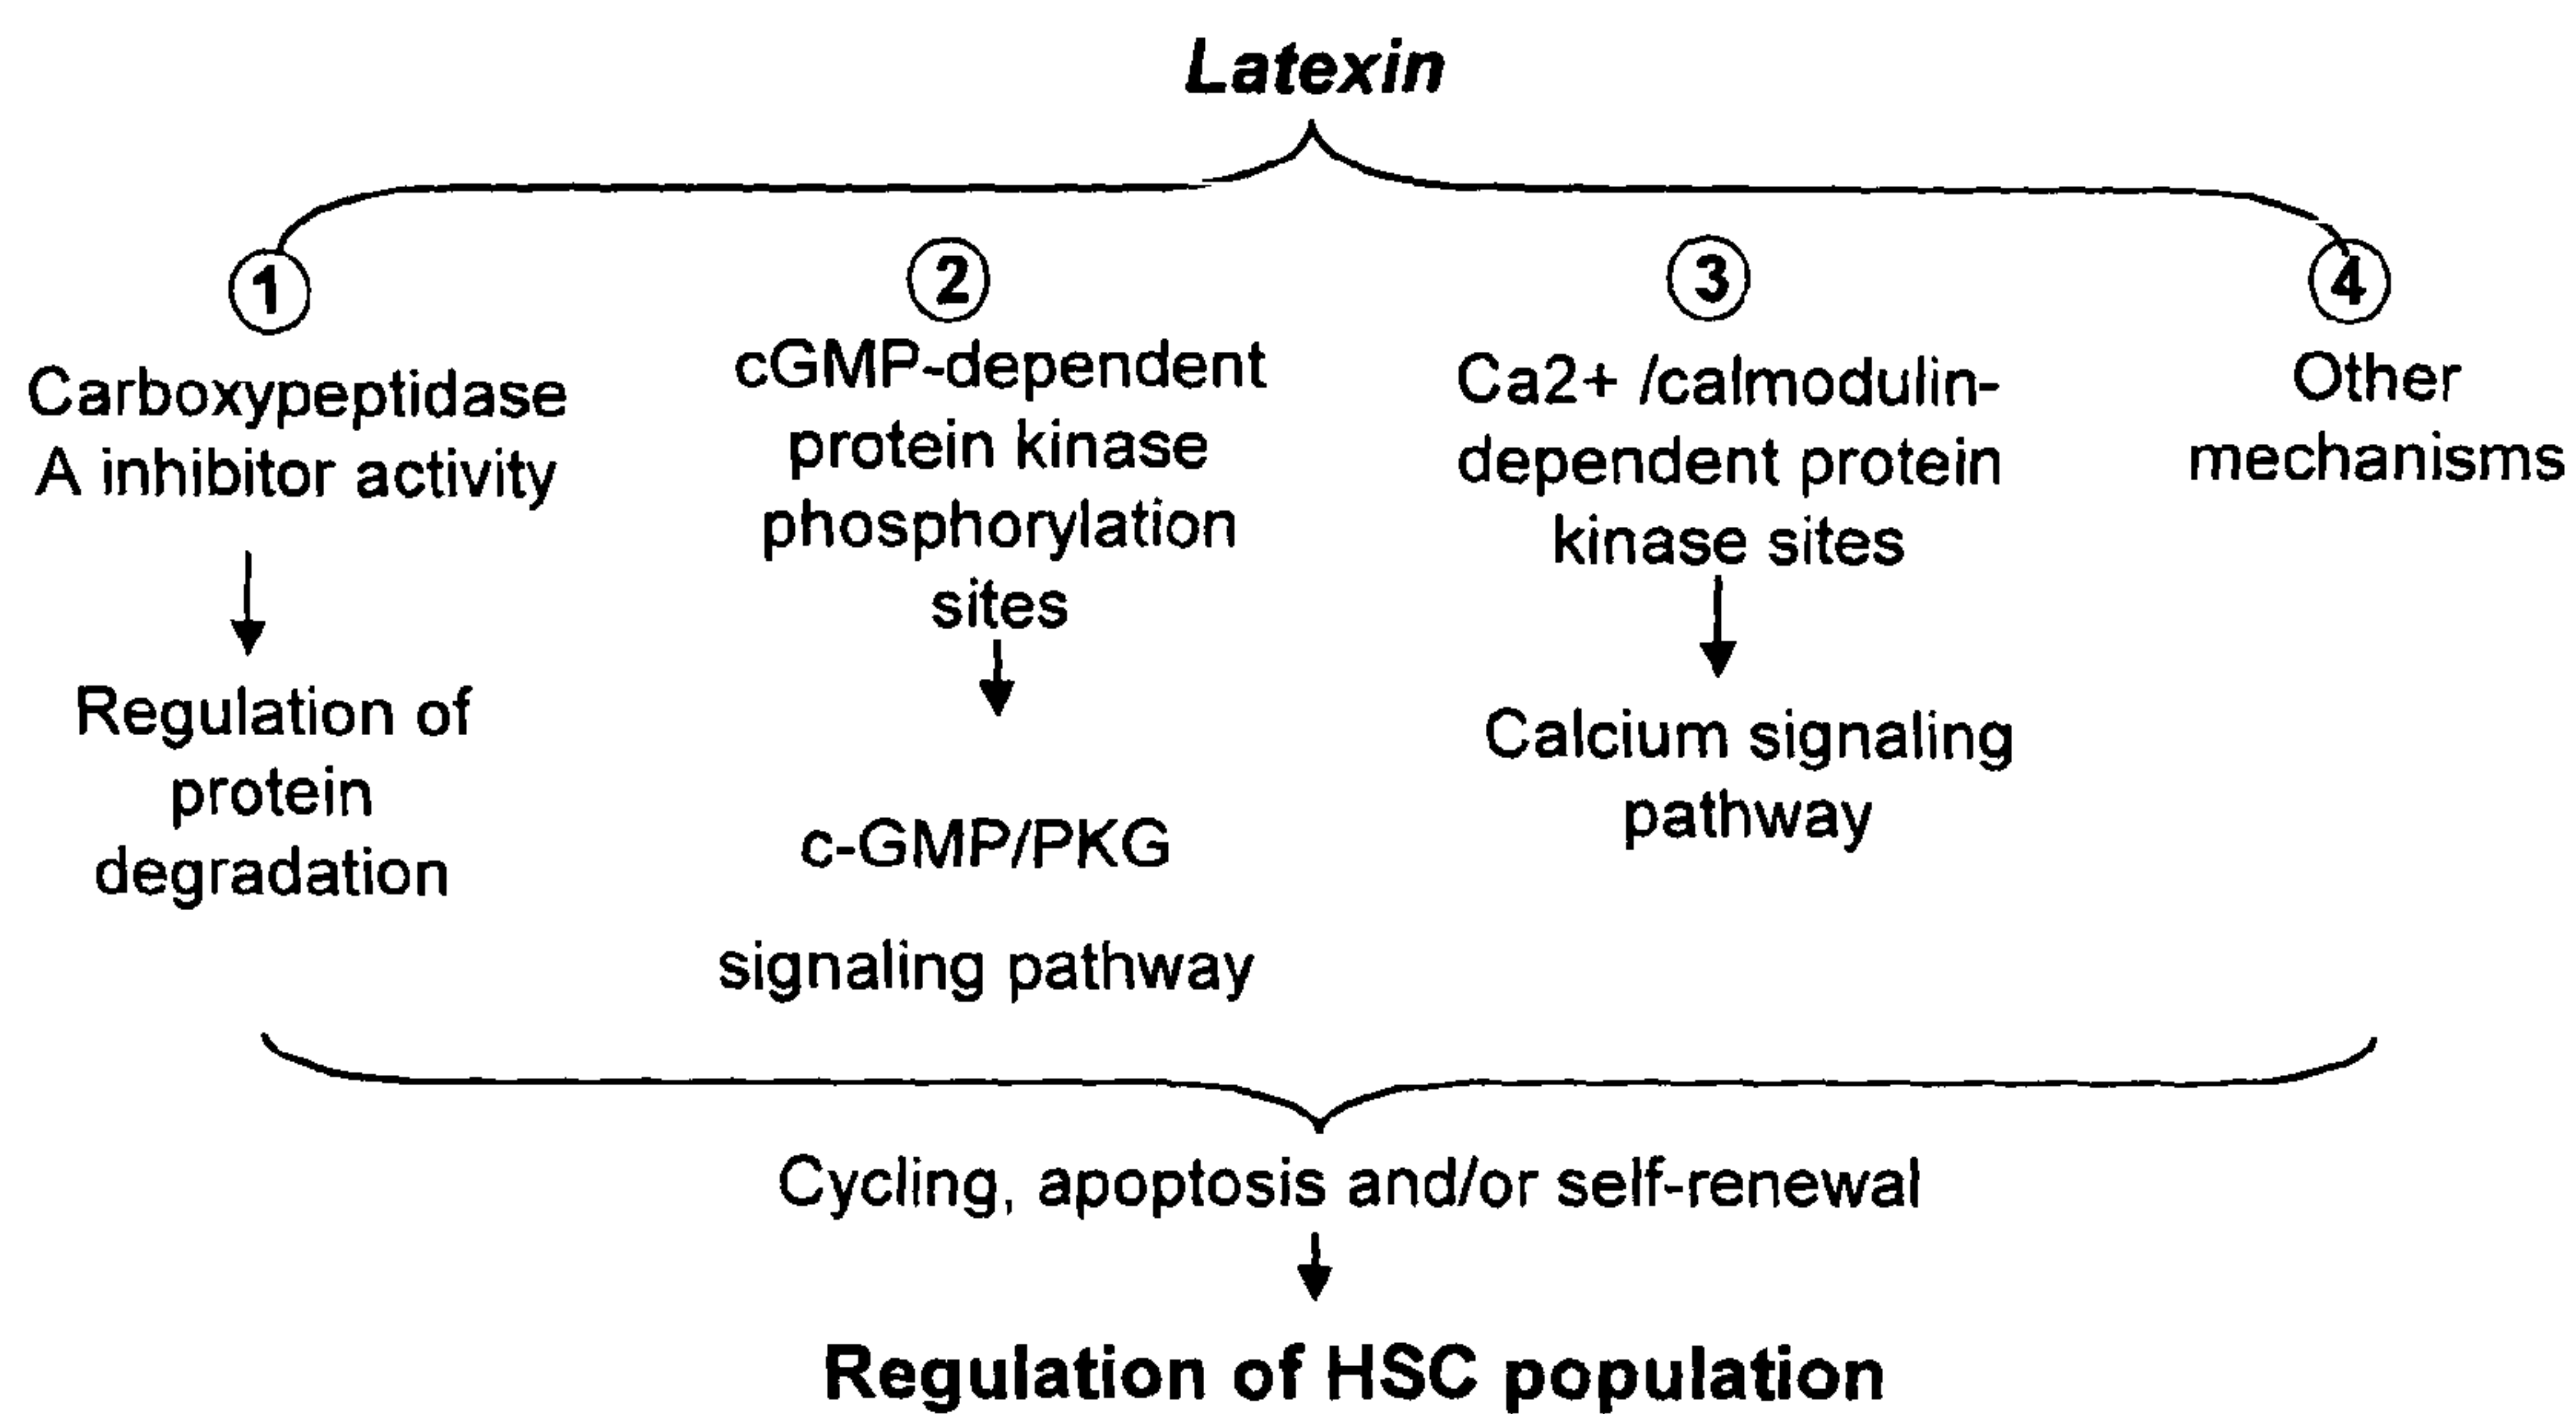 Latexin
1
Carboxypeptidase
A inhibitor activity
Regulation of
protein
degradation
2
cGMP-dependent
protein kinase
phosphorylation
sites
c-GMP/PKG
signaling pathway
3
Ca2+ /calmodulin-
dependent protein
kinase sites
Calcium signaling
pathway
4
Other
mechanisms
Cycling, apoptosis and/or self-renewal
Regulation of HSC population